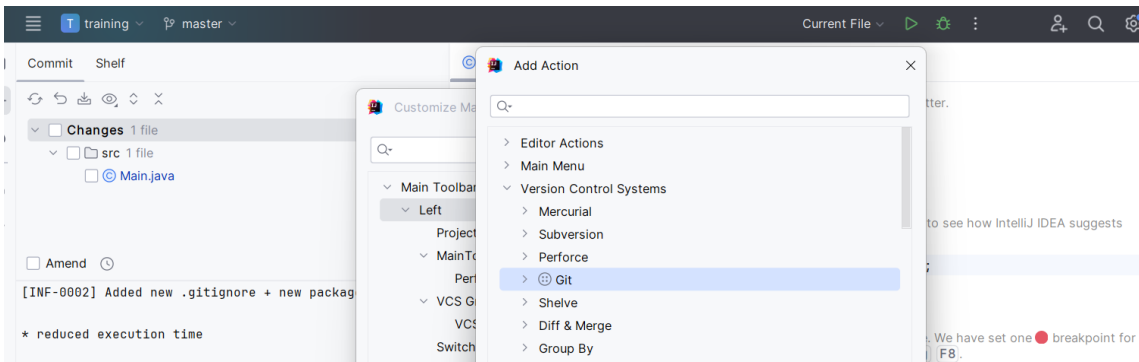 T training master Current File
Commit Shelf
Add Action
Customize Ma
tter.
Changes 1 file
src 1 file
Main.java
Editor Actions
Main Menu
Version Control Systems
Mercurial
Subversion
Perforce
Git
Shelve
Diff & Merge
Group By
Main Toolbar
Left
Project
MainTo
Per
VCS G
VCS
Switch
to see how IntelliJ IDEA suggests
;
Amend
[INF-0002] Added new .gitignore + new packag
* reduced execution time
. We have set one breakpoint for
F8.